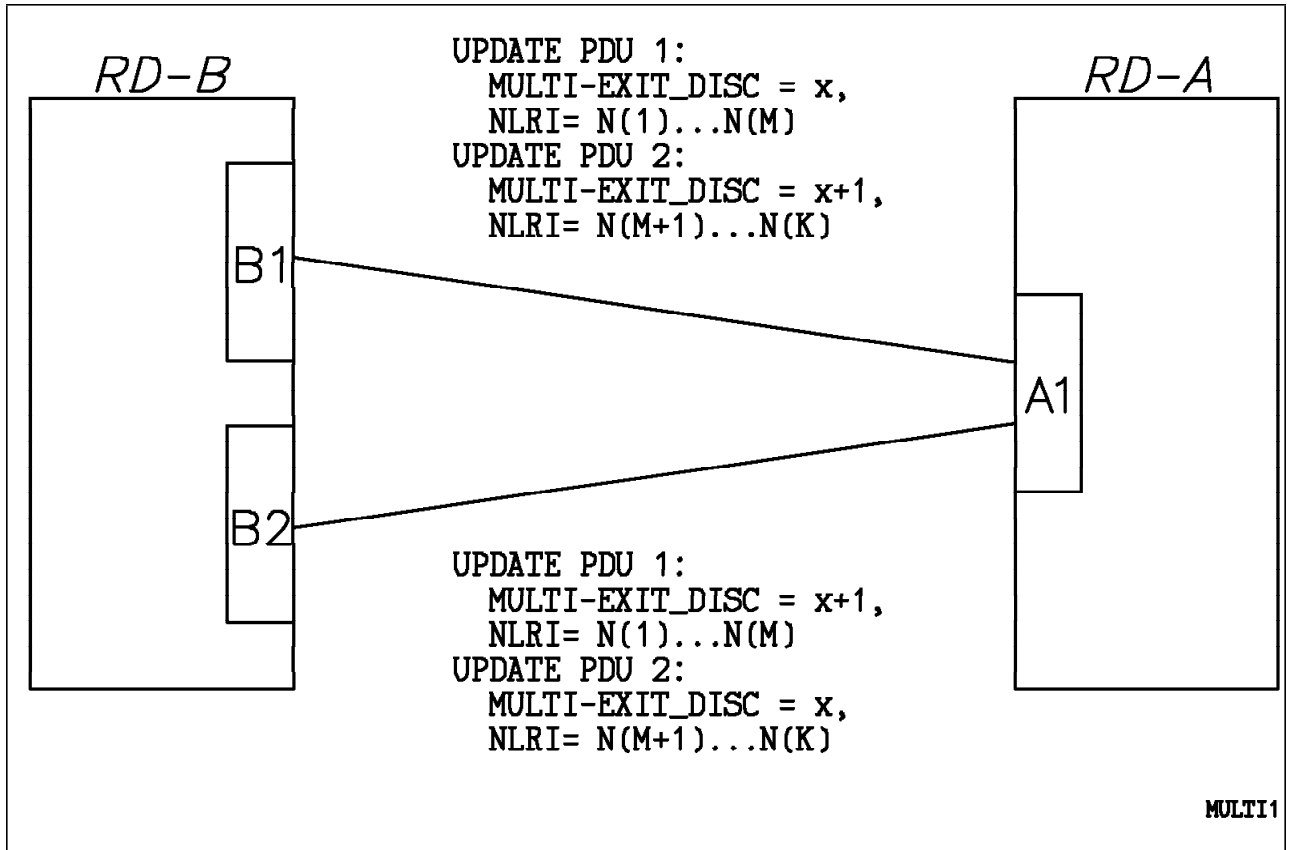 RD-B
RD-A
UPDATE PDU 1:
MULTI-EXIT_DISC = x,
NLRI= N(1)...N(M)
UPDATE PDU 2:
MULTI-EXIT_DISC = x+1,
NLRI= N(M+1)...N(K)
B1
A1
B2
UPDATE PDU 1:
MULTI-EXIT_DISC = x+1,
NLRI= N(1)...N(M)
UPDATE PDU 2:
MULTI-EXIT_DISC = x,
NLRI= N(M+1)...N(K)
MULTI1